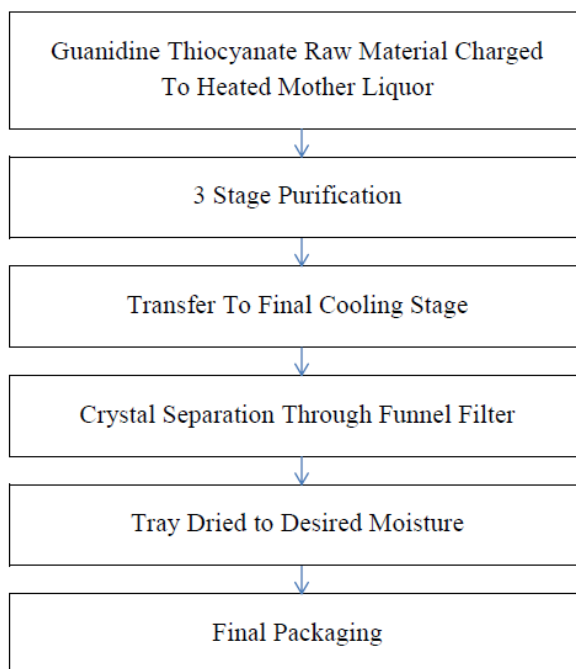 Guanidine Thiocyanate Raw Material Charged
To Heated Mother Liquor
3 Stage Purification
Transfer To Final Cooling Stage
Crystal Separation Through Funnel Filter
Tray Dried to Desired Moisture
Final Packaging